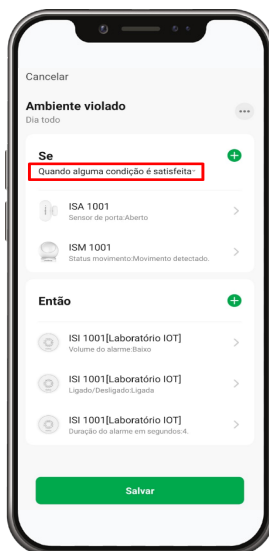 Cancelar
Ambiente violado
Dia todo
Se
Quando alguma condição é satisfeita
ISA 1001
Sensor de porta:Aberto
ISM 1001
Status movimento:Movimento detectado.
Então
ISI 1001[Laboratório IOT]
Volume do alarme:Baixo
ISI 1001[Laboratório IOT]
Ligado/Desligado:Ligada
ISI 1001[Laboratório IOT]
Duração do alarme em segundos:4.
Salvar